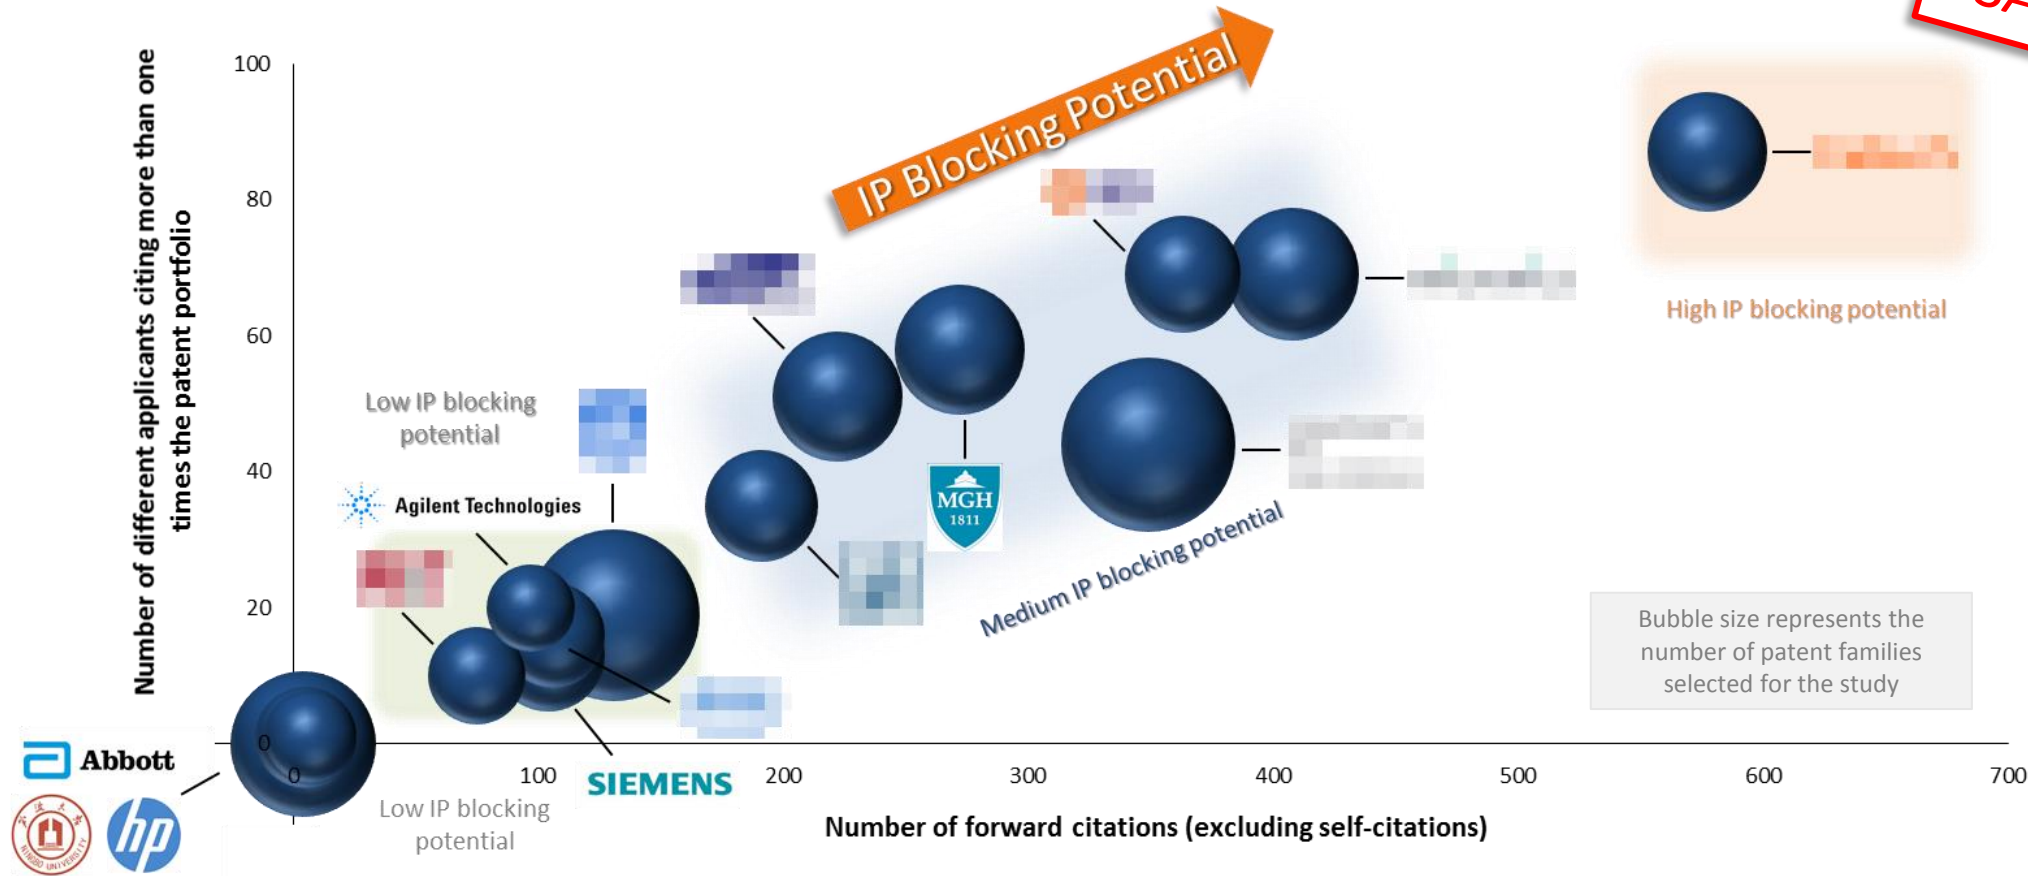 Number of different applicants citing more than one
times the patent portfolio
100
80
60
40
20
0
0
100
200
300
400
500
600
700
Number of forward citations (excluding self-citations)
IP Blocking Potential
High IP blocking potential
Medium IP blocking potential
Low IP blocking
potential
Agilent Technologies
MGH
1811
SIEMENS
Abbott
hp
NINGBO UNIVERSITY
Low IP blocking
potential
Bubble size represents the
number of patent families
selected for the study